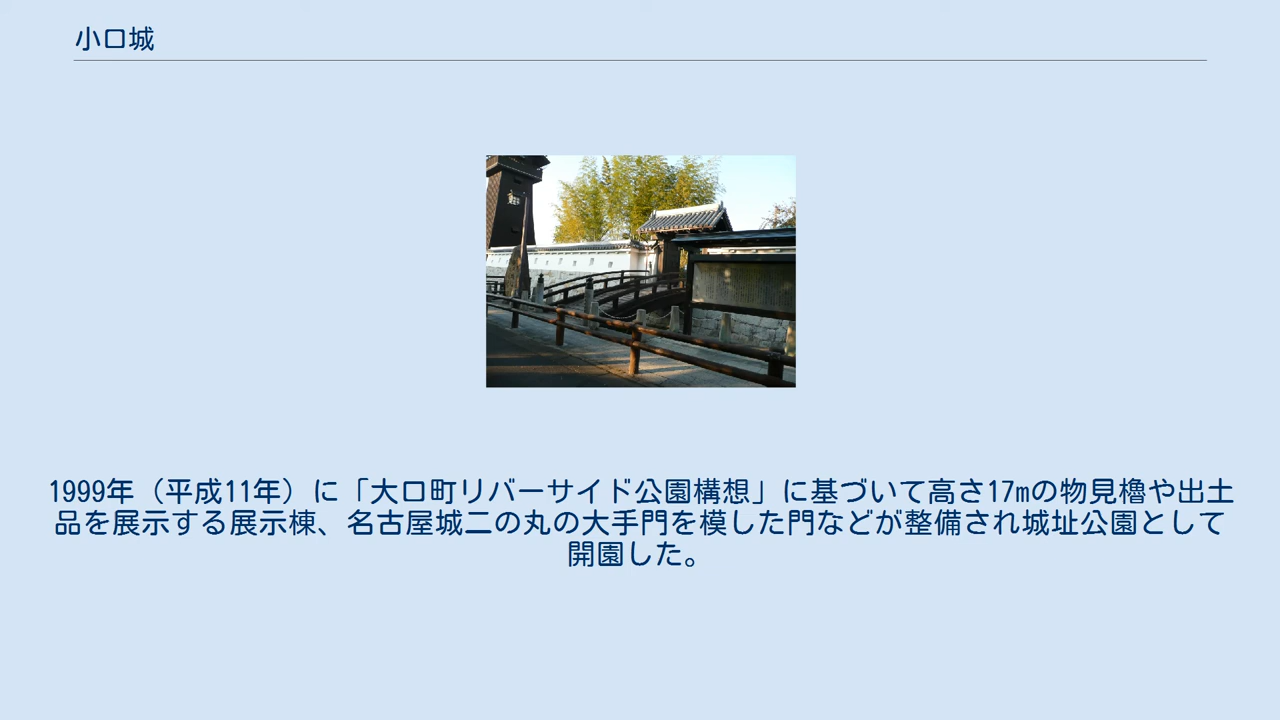 小口城
1999年（平成11年）に「大口町リバーサイド公園構想」に基づいて高さ17mの物見櫓や出土
品を展示する展示棟、名古屋城二の丸の大手門を模した門などが整備され城址公園として
開園した。